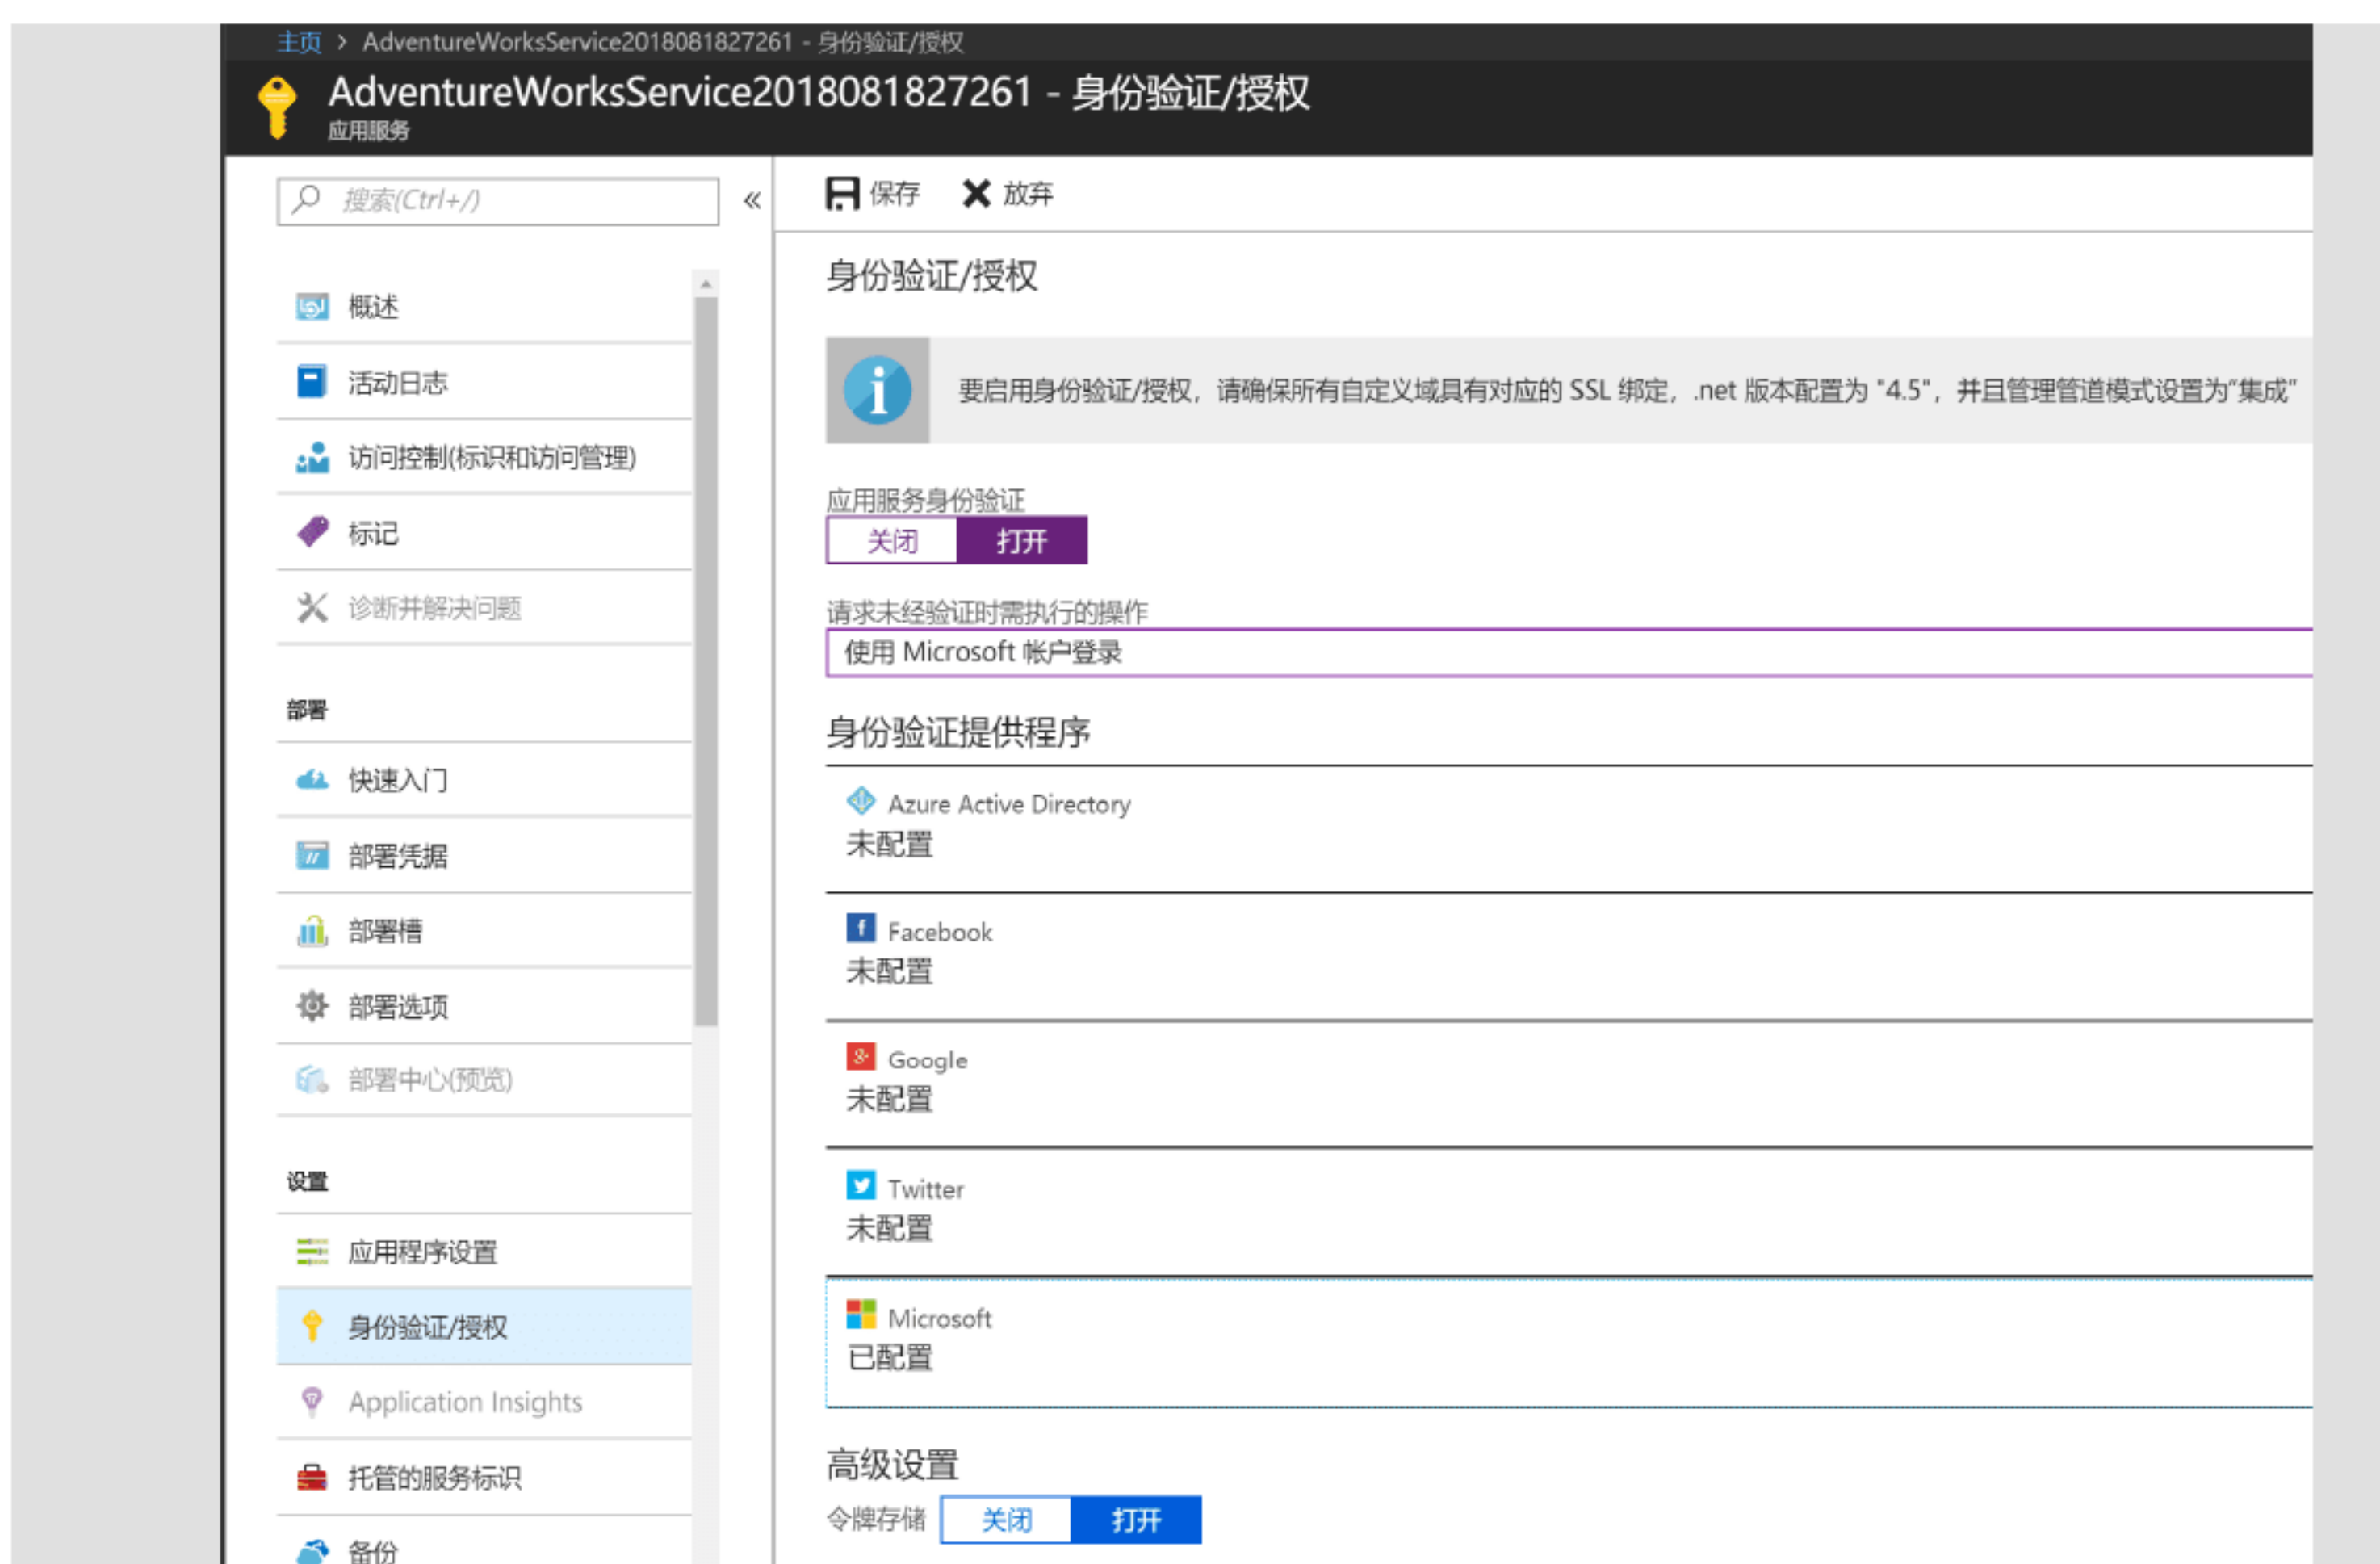 主页 > AdventureWorksService2018081827261 - 身份验证/授权
AdventureWorksService2018081827261 - 身份验证/授权
应用服务
搜索(Ctrl+/)
«
概述
活动日志
访问控制(标识和访问管理)
标记
诊断并解决问题
部署
快速入门
部署凭据
部署槽
部署选项
部署中心(预览)
设置
应用程序设置
身份验证/授权
Application Insights
托管的服务标识
备份
保存 放弃
身份验证/授权
要启用身份验证/授权，请确保所有自定义域具有对应的 SSL 绑定，.net 版本配置为 "4.5"，并且管理管道模式设置为“集成”
应用服务身份验证
关闭 打开
请求未经验证时需执行的操作
使用 Microsoft 帐户登录
身份验证提供程序
Azure Active Directory
未配置
Facebook
未配置
Google
未配置
Twitter
未配置
Microsoft
已配置
高级设置
令牌存储 关闭 打开